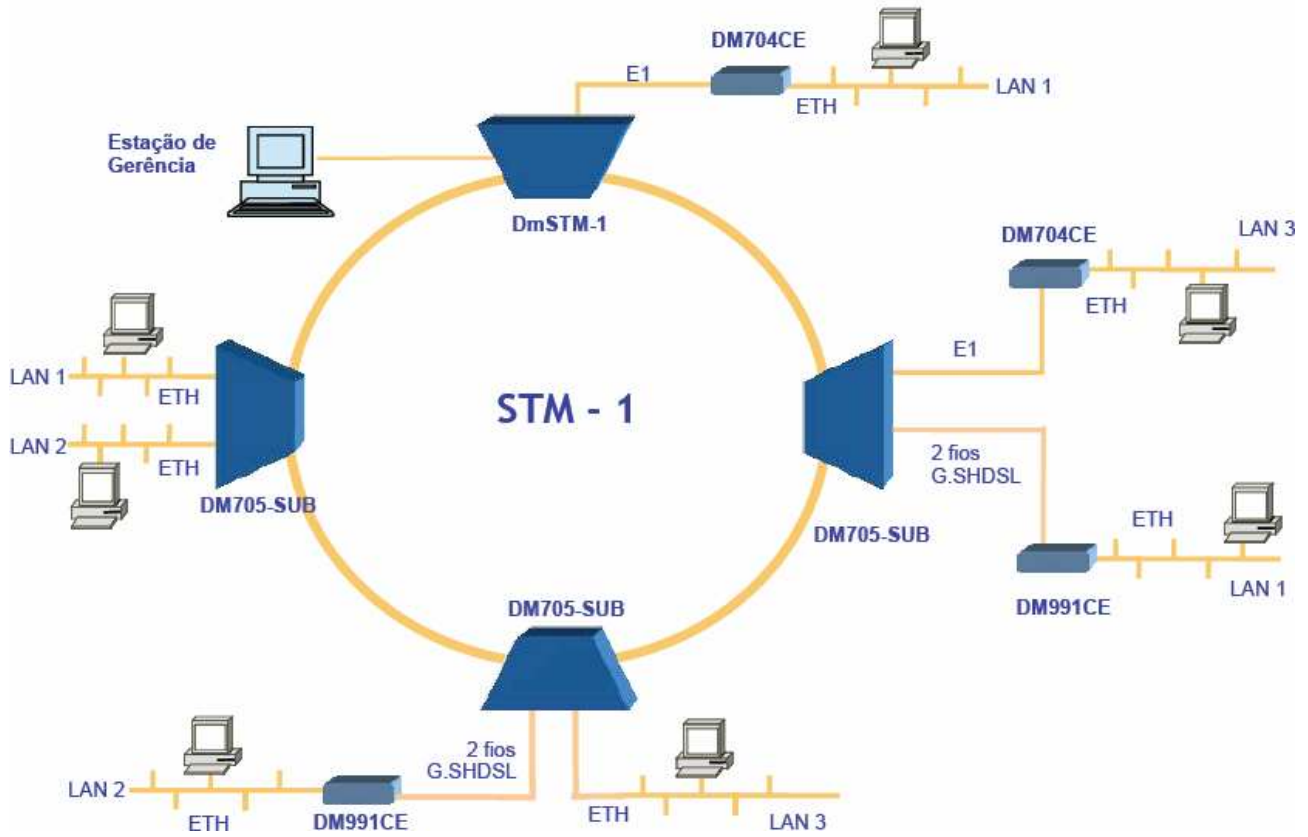 DM704CE
E1
ETH
LAN 1
Estação de
Gerência
DmSTM-1
DM704CE
LAN 3
ETH
E1
LAN 1
ETH
LAN 2
ETH
DM705-SUB
STM - 1
2 fios
G.SHDSL
DM705-SUB
ETH
LAN 1
DM991CE
DM705-SUB
2 fios
G.SHDSL
LAN 2
ETH
DM991CE
ETH
LAN 3